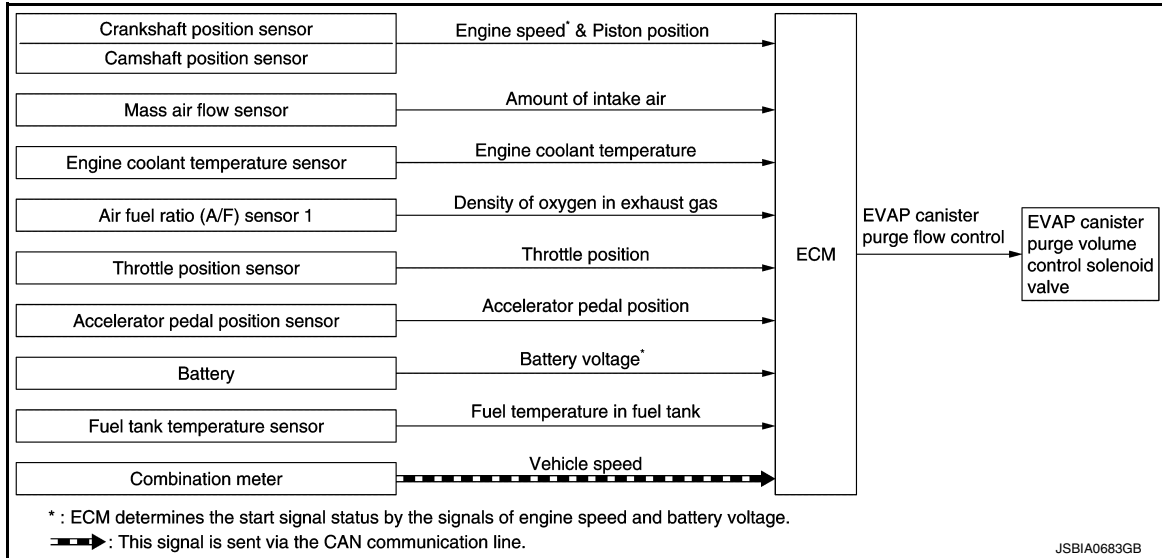 Crankshaft position sensor
Camshaft position sensor
Engine speed* & Piston position
Mass air flow sensor
Amount of intake air
Engine coolant temperature sensor
Engine coolant temperature
Air fuel ratio (A/F) sensor 1
Density of oxygen in exhaust gas
Throttle position sensor
Throttle position
Accelerator pedal position sensor
Accelerator pedal position
Battery
Battery voltage*
Fuel tank temperature sensor
Fuel temperature in fuel tank
Combination meter
Vehicle speed
ECM
EVAP canister
purge flow control
EVAP canister
purge volume
control solenoid
valve
* : ECM determines the start signal status by the signals of engine speed and battery voltage.
: This signal is sent via the CAN communication line.
JSBIA0683GB